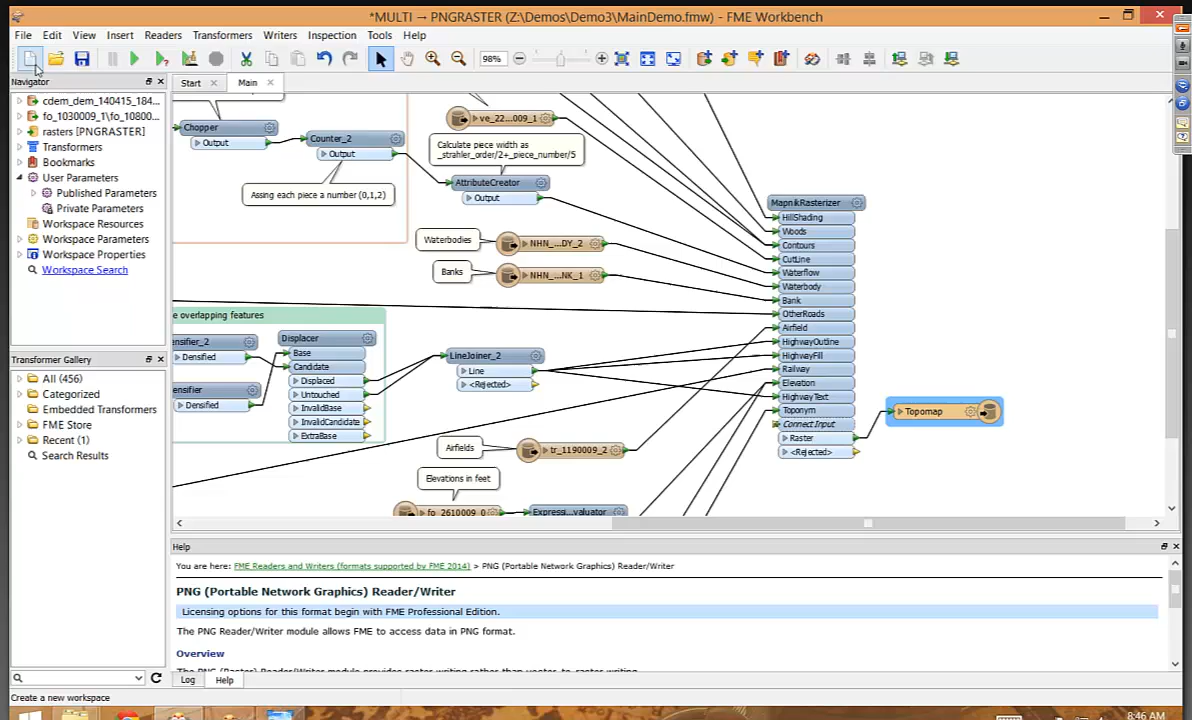 *MULTI → PNGRASTER (Z:\Demos\Demo3\MainDemo.fmw) - FME Workbench
File Edit View Insert Readers Transformers Writers Inspection Tools Help
98%
Navigator
Start Main
cdem_dem_140415_184...
fo_1030009_1\fo_10800...
rasters [PNGRASTER]
Transformers
Bookmarks
User Parameters
Published Parameters
Private Parameters
Workspace Resources
Workspace Parameters
Workspace Properties
Workspace Search
Transformer Gallery
All (456)
Categorized
Embedded Transformers
FME Store
Recent (1)
Search Results
Chopper
Output
Counter_2
Output
Assing each piece a number (0,1,2)
ve_22...009_1
Calculate piece width as
_strahler_order/2+_piece_number/5
AttributeCreator
Output
Waterbodies
NHN_...DY_2
Banks
NHN_...NK_1
e overlapping features
ensifier_2
Densified
ensifier
Densified
Displacer
Base
Candidate
Displaced
Untouched
InvalidBase
InvalidCandidate
ExtraBase
LineJoiner_2
Line
<Rejected>
Airfields
tr_1190009_2
Elevations in feet
fo_2610009_0
Express...valuator
MapnikRasterizer
HillShading
Woods
Contours
CutLine
Waterflow
Waterbody
Bank
OtherRoads
Airfield
HighwayOutline
HighwayFill
Railway
Elevation
HighwayText
Toponym
Connect Input
Raster
<Rejected>
Topomap
Help
You are here: FME Readers and Writers (formats supported by FME 2014) > PNG (Portable Network Graphics) Reader/Writer
PNG (Portable Network Graphics) Reader/Writer
Licensing options for this format begin with FME Professional Edition.
The PNG Reader/Writer module allows FME to access data in PNG format.
Overview
Log Help
Create a new workspace
8:46 AM